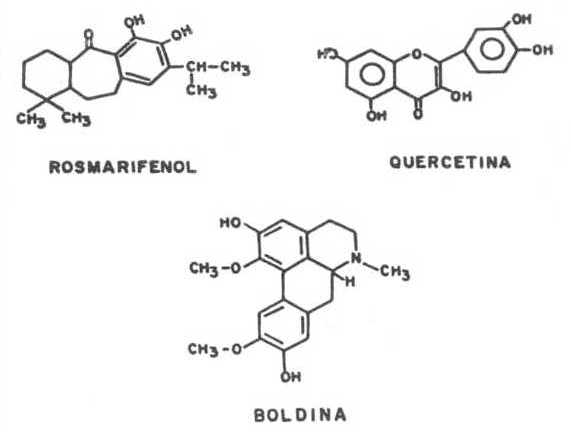 OH
O
OH
CH-CH3
CH3
CH3 CH3
ROSMARIFENOL
OH
HO
O
OH
OH
OH
O
QUERCETINA
HO
CH3-O
N
CH3
H
CH3-O
OH
BOLDINA